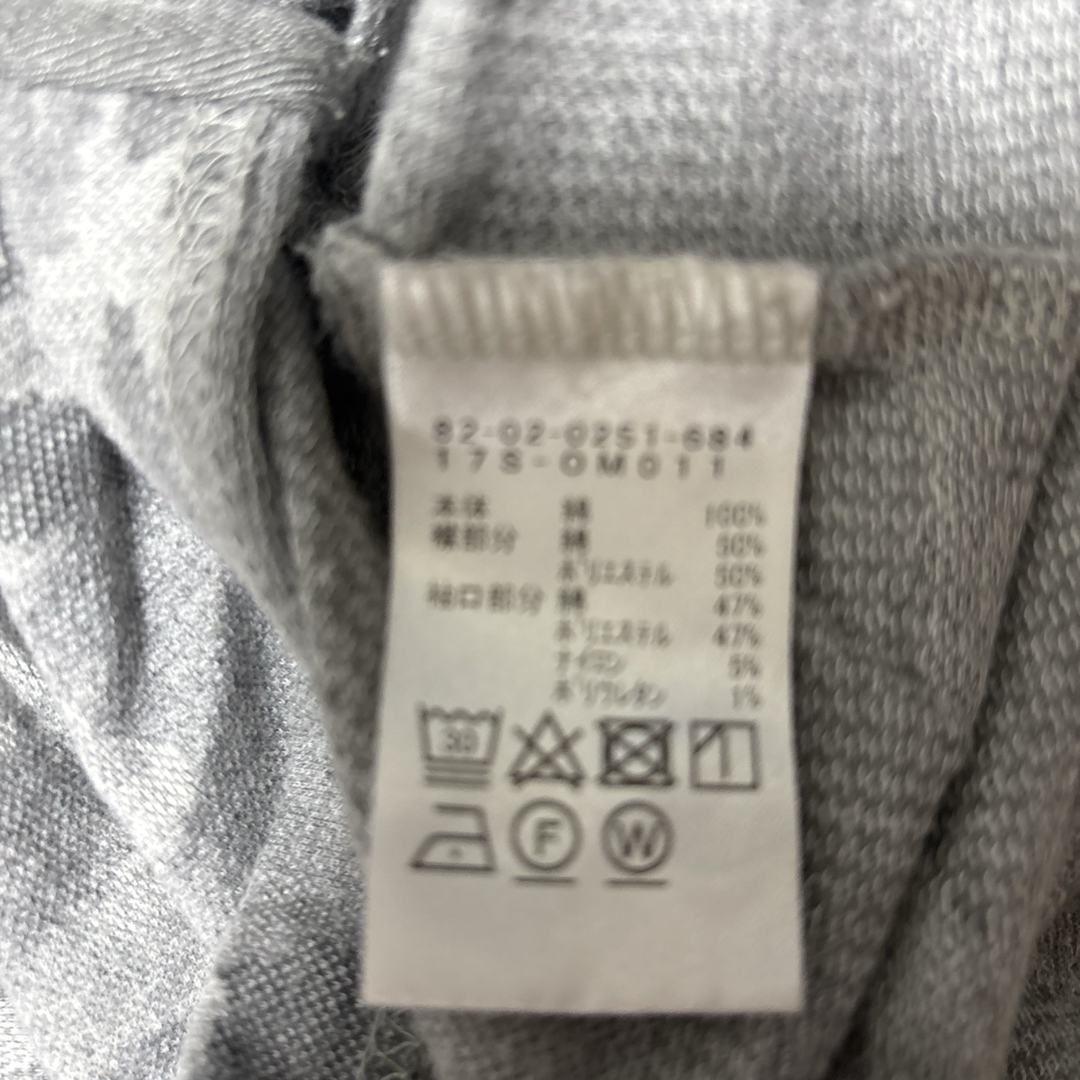 82-02-0251-684
17S-OM011
本体 綿 100%
襟部分 綿 50%
ポリエステル 50%
袖口部分 綿 47%
ポリエステル 47%
ナイロン 5%
ポリウレタン 1%
30
F W